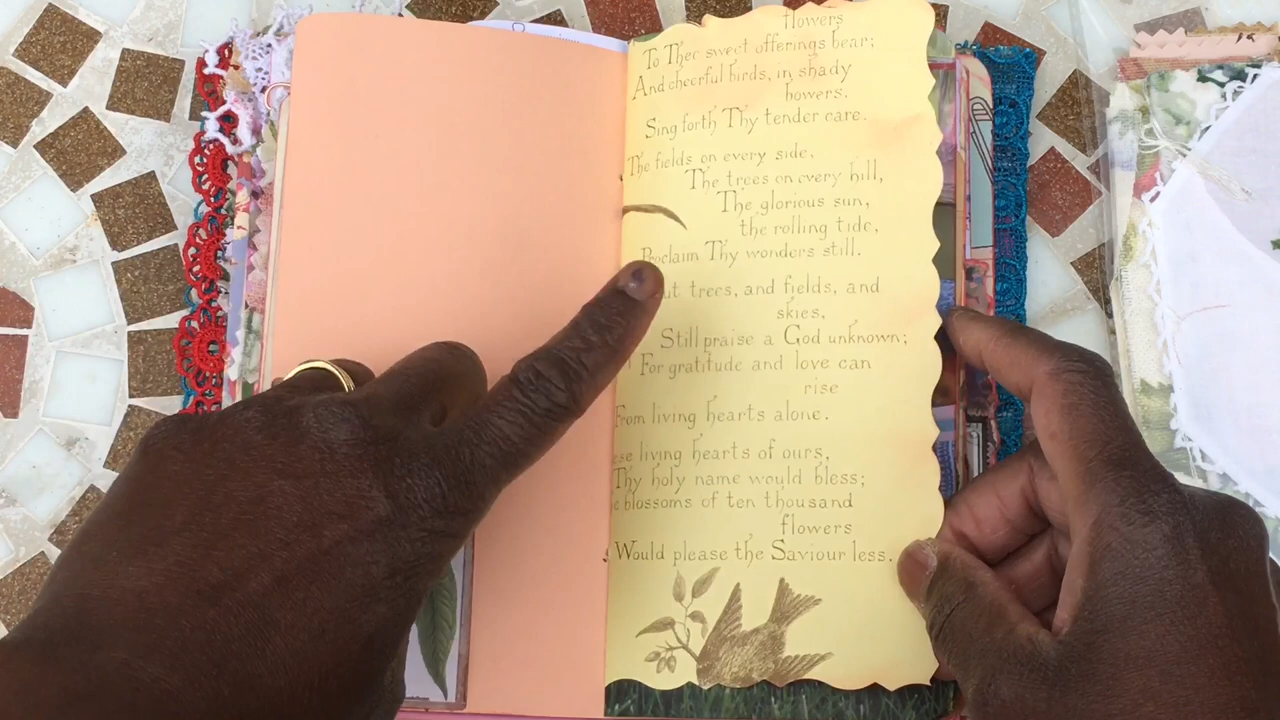 flowers
To Thee sweet offerings bear;
And cheerful birds, in shady
bowers.
Sing forth Thy tender care.
The fields on every side,
The trees on every hill,
The glorious sun,
the rolling tide,
Proclaim Thy wonders still.
trees, and fields, and
skies,
Still praise a God unknown;
For gratitude and love can
rise
From living hearts alone.
living hearts of ours,
Thy holy name would bless;
blossoms of ten thousand
flowers
Would please the Saviour less.